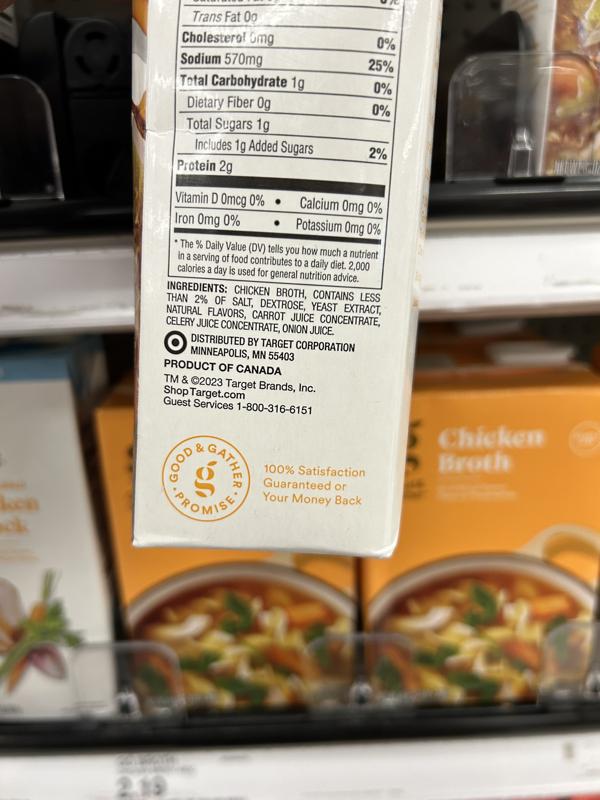 Trans Fat 0g
Cholesterol 0mg 0%
Sodium 570mg 25%
Total Carbohydrate 1g 0%
Dietary Fiber 0g 0%
Total Sugars 1g
Includes 1g Added Sugars 2%
Protein 2g
Vitamin D 0mcg 0% • Calcium 0mg 0%
Iron 0mg 0% • Potassium 0mg 0%
* The % Daily Value (DV) tells you how much a nutrient
in a serving of food contributes to a daily diet. 2,000
calories a day is used for general nutrition advice.
INGREDIENTS: CHICKEN BROTH, CONTAINS LESS
THAN 2% OF SALT, DEXTROSE, YEAST EXTRACT,
NATURAL FLAVORS, CARROT JUICE CONCENTRATE,
CELERY JUICE CONCENTRATE, ONION JUICE.
DISTRIBUTED BY TARGET CORPORATION
MINNEAPOLIS, MN 55403
PRODUCT OF CANADA
TM & ©2023 Target Brands, Inc.
ShopTarget.com
Guest Services 1-800-316-6151
GOOD & GATHER
g
• PROMISE •
100% Satisfaction
Guaranteed or
Your Money Back
Chicken
Broth
2.19